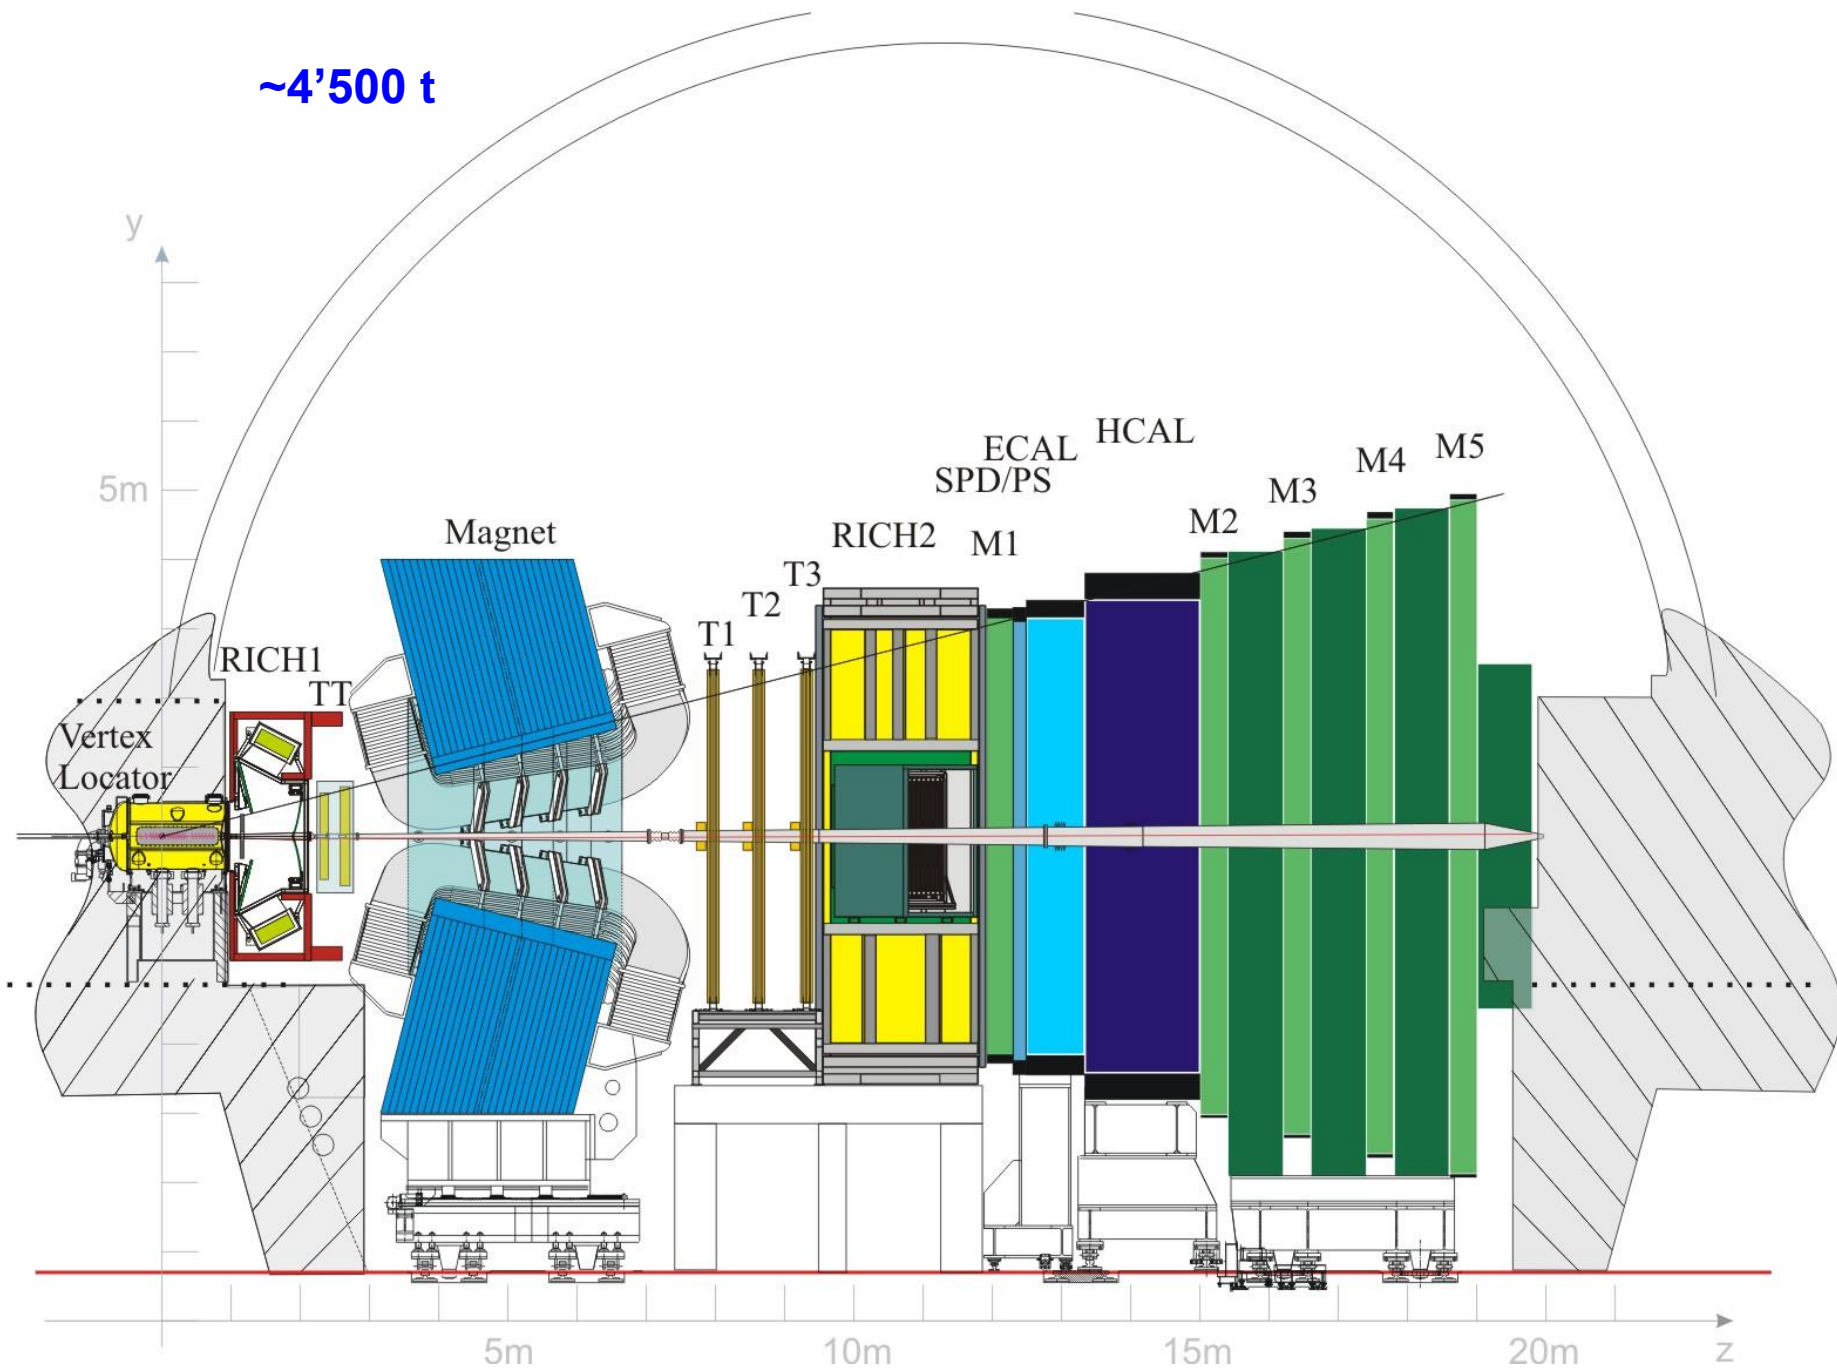 ~4’500 t
y
5m
Vertex
Locator
RICH1
TT
Magnet
T1
T2
T3
RICH2
M1
SPD/PS
ECAL
HCAL
M2
M3
M4
M5
5m
10m
15m
20m
z